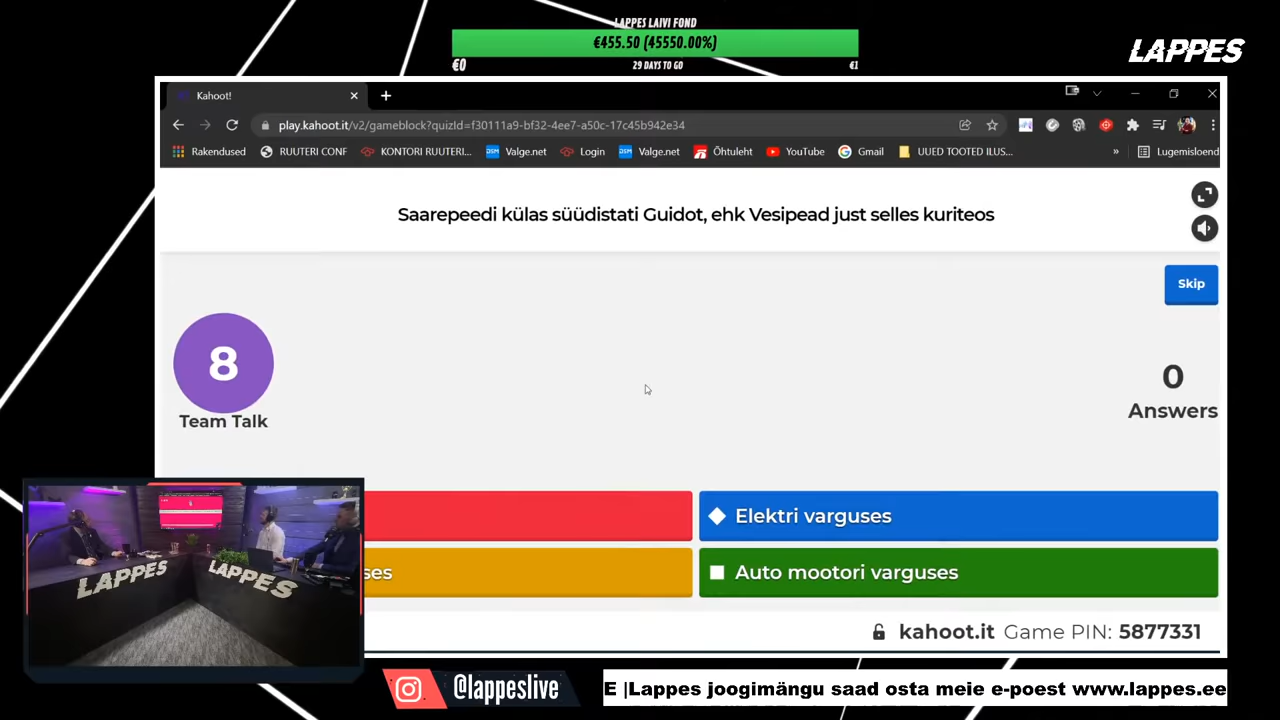 LAPPES LAIVI FOND
€455.50 (45550.00%)
€0
29 DAYS TO GO
€1
LAPPES
Kahoot!
play.kahoot.it/v2/gameblock?quizId=f30111a9-bf32-4ee7-a50c-17c45b942e34
Rakendused
RUUTERI CONF
KONTORI RUUTERI...
Valge.net
Login
Valge.net
Õhtuleht
YouTube
Gmail
UUED TOOTED ILUS...
»
Lugemisloend
Saarepeedi külas süüdistati Guidot, ehk Vesipead just selles kuriteos
Skip
8
Team Talk
0
Answers
Elektri varguses
ses
Auto mootori varguses
LAPPES
LAPPES
kahoot.it Game PIN: 5877331
@lappeslive
E |Lappes joogimängu saad osta meie e-poest www.lappes.ee